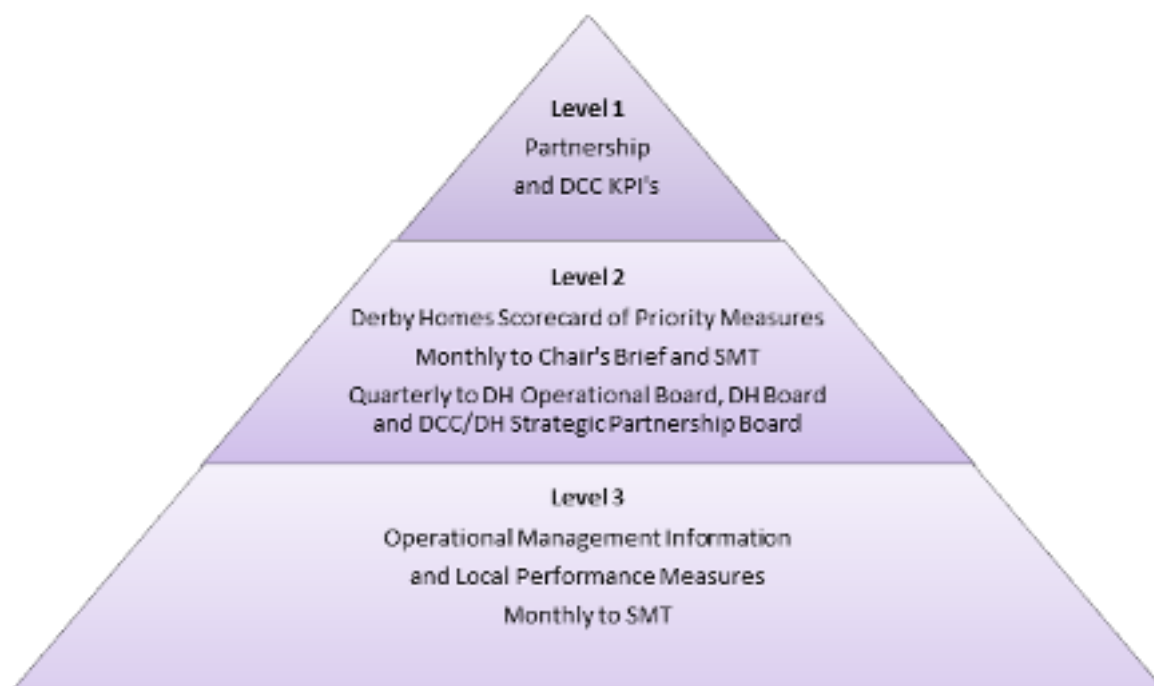 Level 1
Partnership
and DCC KPI's
Level 2
Derby Homes Scorecard of Priority Measures
Monthly to Chair's Brief and SMT
Quarterly to DH Operational Board, DH Board
and DCC/DH Strategic Partnership Board
Level 3
Operational Management Information
and Local Performance Measures
Monthly to SMT